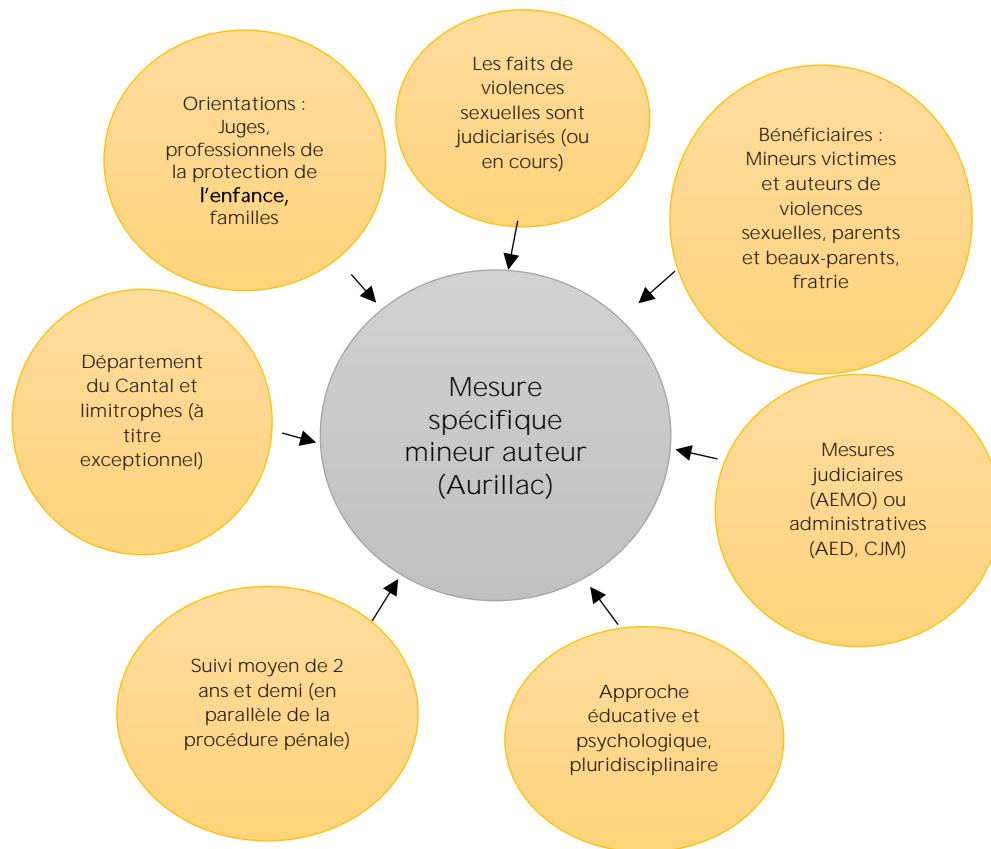 Les faits de
violences
sexuelles sont
judiciarisés (ou
en cours)
Orientations :
Juges,
professionnels de
la protection de
l'enfance,
familles
Bénéficiaires :
Mineurs victimes
et auteurs de
violences
sexuelles, parents
et beaux-parents,
fratrie
Département
du Cantal et
limitrophes (à
titre
exceptionnel)
Mesure
spécifique
mineur auteur
(Aurillac)
Mesures
judiciaires
(AEMO) ou
administratives
(AED, CJM)
Suivi moyen de 2
ans et demi (en
parallèle de la
procédure pénale)
Approche
éducative et
psychologique,
pluridisciplinaire